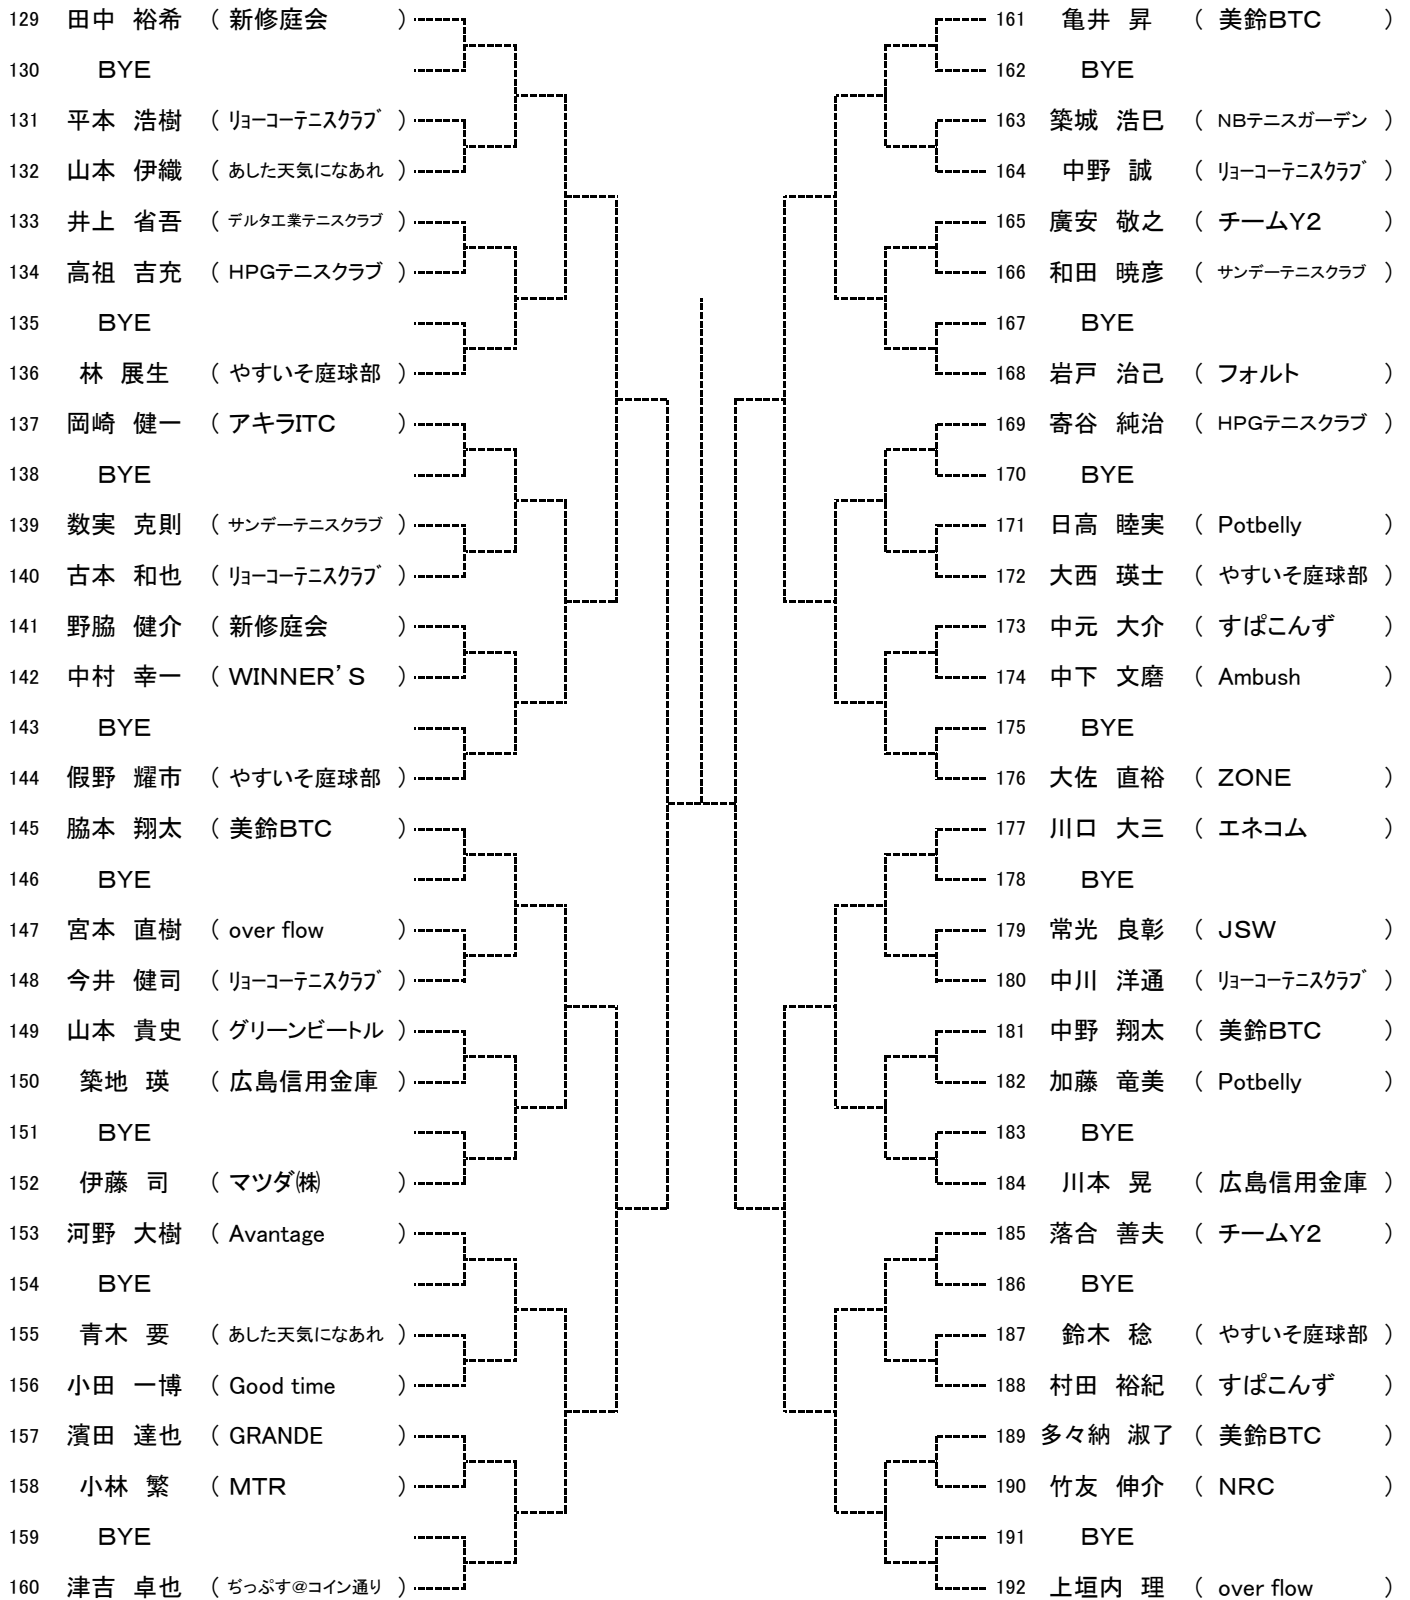 129 田中 裕希 ( 新修庭会 )
130 BYE
131 平本 浩樹 ( ﾘｮｰｺｰﾃﾆｽｸﾗﾌﾞ )
132 山本 伊織 ( あした天気になあれ )
133 井上 省吾 ( デルタ工業テニスクラブ )
134 高祖 吉充 ( HPGテニスクラブ )
135 BYE
136 林 展生 ( やすいそ庭球部 )
137 岡崎 健一 ( アキラITC )
138 BYE
139 数実 克則 ( サンデーテニスクラブ )
140 古本 和也 ( ﾘｮｰｺｰﾃﾆｽｸﾗﾌﾞ )
141 野脇 健介 ( 新修庭会 )
142 中村 幸一 ( WINNER'S )
143 BYE
144 假野 耀市 ( やすいそ庭球部 )
145 脇本 翔太 ( 美鈴BTC )
146 BYE
147 宮本 直樹 ( over flow )
148 今井 健司 ( ﾘｮｰｺｰﾃﾆｽｸﾗﾌﾞ )
149 山本 貴史 ( グリーンビートル )
150 築地 瑛 ( 広島信用金庫 )
151 BYE
152 伊藤 司 ( マツダ㈱ )
153 河野 大樹 ( Avantage )
154 BYE
155 青木 要 ( あした天気になあれ )
156 小田 一博 ( Good time )
157 濱田 達也 ( GRANDE )
158 小林 繁 ( MTR )
159 BYE
160 津吉 卓也 ( ぢっぷす@コイン通り )
161 亀井 昇 ( 美鈴BTC )
162 BYE
163 築城 浩巳 ( NBテニスガーデン )
164 中野 誠 ( ﾘｮｰｺｰﾃﾆｽｸﾗﾌﾞ )
165 廣安 敬之 ( チームY2 )
166 和田 暁彦 ( サンデーテニスクラブ )
167 BYE
168 岩戸 治己 ( フォルト )
169 寄谷 純治 ( HPGテニスクラブ )
170 BYE
171 日高 睦実 ( Potbelly )
172 大西 瑛士 ( やすいそ庭球部 )
173 中元 大介 ( すぱこんず )
174 中下 文磨 ( Ambush )
175 BYE
176 大佐 直裕 ( ZONE )
177 川口 大三 ( エネコム )
178 BYE
179 常光 良彰 ( JSW )
180 中川 洋通 ( ﾘｮｰｺｰﾃﾆｽｸﾗﾌﾞ )
181 中野 翔太 ( 美鈴BTC )
182 加藤 竜美 ( Potbelly )
183 BYE
184 川本 晃 ( 広島信用金庫 )
185 落合 善夫 ( チームY2 )
186 BYE
187 鈴木 稔 ( やすいそ庭球部 )
188 村田 裕紀 ( すぱこんず )
189 多々納 淑了 ( 美鈴BTC )
190 竹友 伸介 ( NRC )
191 BYE
192 上垣内 理 ( over flow )